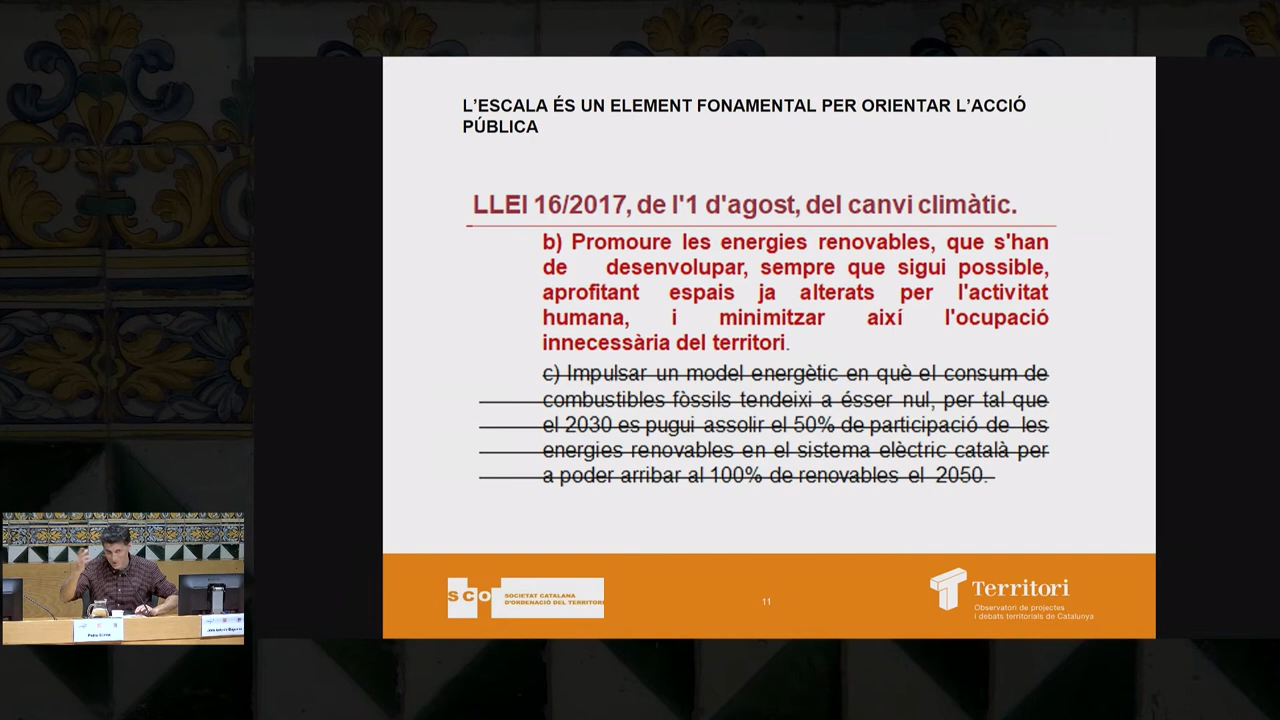 L'ESCALA ÉS UN ELEMENT FONAMENTAL PER ORIENTAR L'ACCIÓ
PÚBLICA
LLEI 16/2017, de l'1 d'agost, del canvi climàtic.
b) Promoure les energies renovables, que s'han
de desenvolupar, sempre que sigui possible,
aprofitant espais ja alterats per l'activitat
humana, i minimitzar així l'ocupació
innecessària del territori.
c) Impulsar un model energètic en què el consum de
combustibles fòssils tendeixi a ésser nul, per tal que
el 2030 es pugui assolir el 50% de participació de les
energies renovables en el sistema elèctric català per
a poder arribar al 100% de renovables el 2050.
SCOT
SOCIETAT CATALANA
D'ORDENACIÓ DEL TERRITORI
11
Territori
Observatori de projectes
i debats territorials de Catalunya